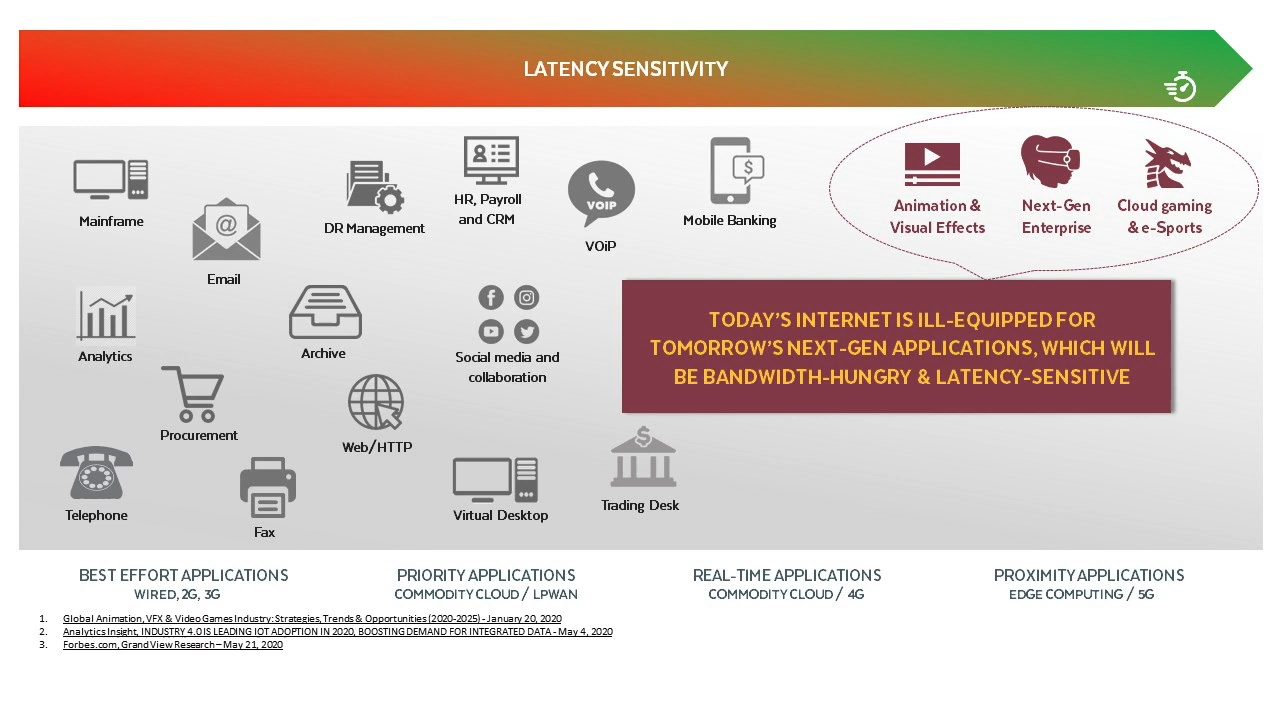 LATENCY SENSITIVITY
Mainframe
@
Email
DR Management
HR, Payroll
and CRM
VOIP
VOiP
$
Mobile Banking
Animation &
Visual Effects
Next-Gen
Enterprise
Cloud gaming
& e-Sports
Analytics
Archive
Social media and
collaboration
TODAY'S INTERNET IS ILL-EQUIPPED FOR
TOMORROW'S NEXT-GEN APPLICATIONS, WHICH WILL
BE BANDWIDTH-HUNGRY & LATENCY-SENSITIVE
Procurement
Web/HTTP
Telephone
Fax
Virtual Desktop
$
Trading Desk
BEST EFFORT APPLICATIONS
WIRED, 2G, 3G
PRIORITY APPLICATIONS
COMMODITY CLOUD / LPWAN
REAL-TIME APPLICATIONS
COMMODITY CLOUD / 4G
PROXIMITY APPLICATIONS
EDGE COMPUTING / 5G
1. Global Animation, VFX & Video Games Industry: Strategies, Trends & Opportunities (2020-2025) - January 20, 2020
2. Analytics Insight, INDUSTRY 4.0 IS LEADING IOT ADOPTION IN 2020, BOOSTING DEMAND FOR INTEGRATED DATA - May 4, 2020
3. Forbes.com, Grand View Research – May 21, 2020